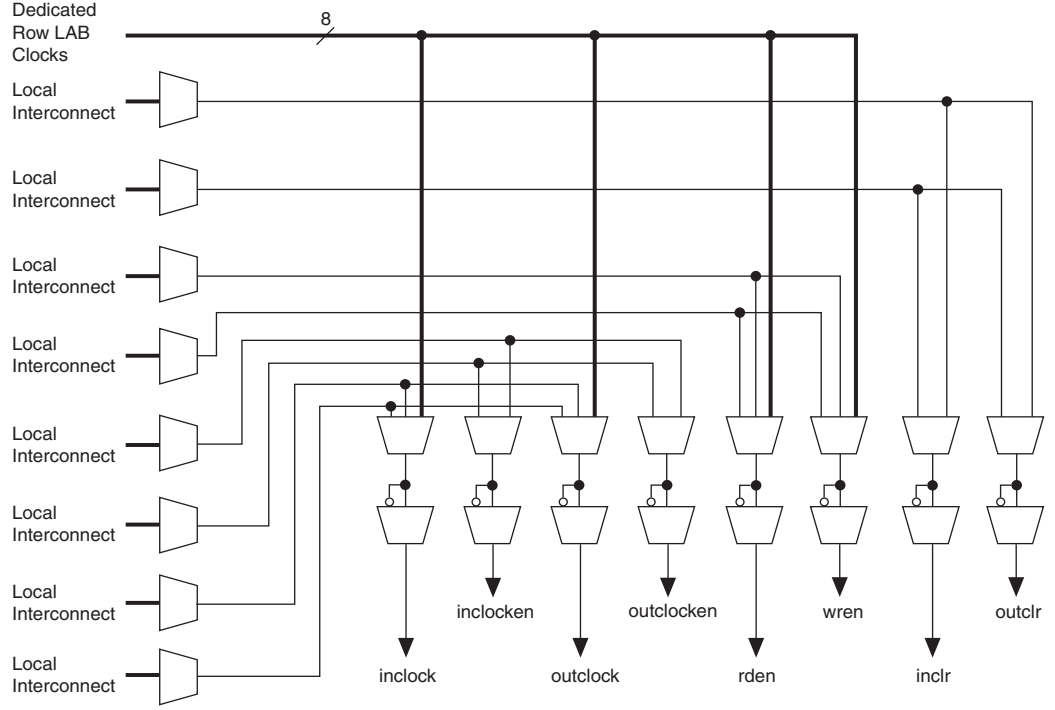 Dedicated
Row LAB
Clocks
8
Local
Interconnect
Local
Interconnect
Local
Interconnect
Local
Interconnect
Local
Interconnect
Local
Interconnect
Local
Interconnect
Local
Interconnect
inclocken
outclocken
wren
outclr
inclock
outclock
rden
inclr